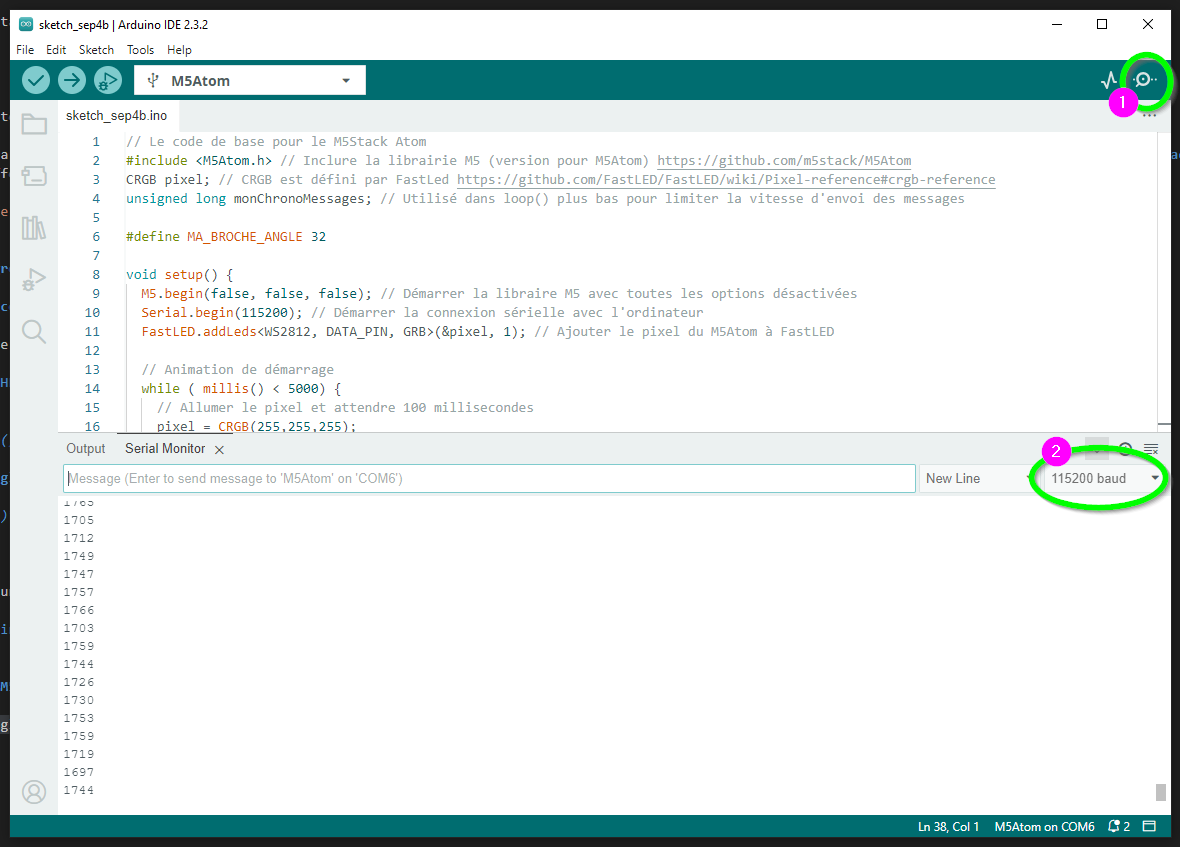 sketch_sep4b | Arduino IDE 2.3.2
File Edit Sketch Tools Help
M5Atom
1
sketch_sep4b.ino
1 // Le code de base pour le M5Stack Atom
2 #include <M5Atom.h> // Inclure la librairie M5 (version pour M5Atom) https://github.com/m5stack/M5Atom
3 CRGB pixel; // CRGB est défini par FastLed https://github.com/FastLED/FastLED/wiki/Pixel-reference#crgb-reference
4 unsigned long monChronoMessages; // Utilisé dans loop() plus bas pour limiter la vitesse d'envoi des messages
5
6 #define MA_BROCHE_ANGLE 32
7
8 void setup() {
9 M5.begin(false, false, false); // Démarrer la libraire M5 avec toutes les options désactivées
10 Serial.begin(115200); // Démarrer la connexion sérielle avec l'ordinateur
11 FastLED.addLeds<WS2812, DATA_PIN, GRB>(&pixel, 1); // Ajouter le pixel du M5Atom à FastLED
12
13 // Animation de démarrage
14 while ( millis() < 5000) {
15 // Allumer le pixel et attendre 100 millisecondes
16 pixel = CRGB(255,255,255);
Output Serial Monitor
2
Message (Enter to send message to 'M5Atom' on 'COM6')
New Line
115200 baud
1705
1712
1749
1747
1757
1766
1703
1759
1744
1726
1730
1753
1759
1719
1697
1744
Ln 38, Col 1 M5Atom on COM6 2